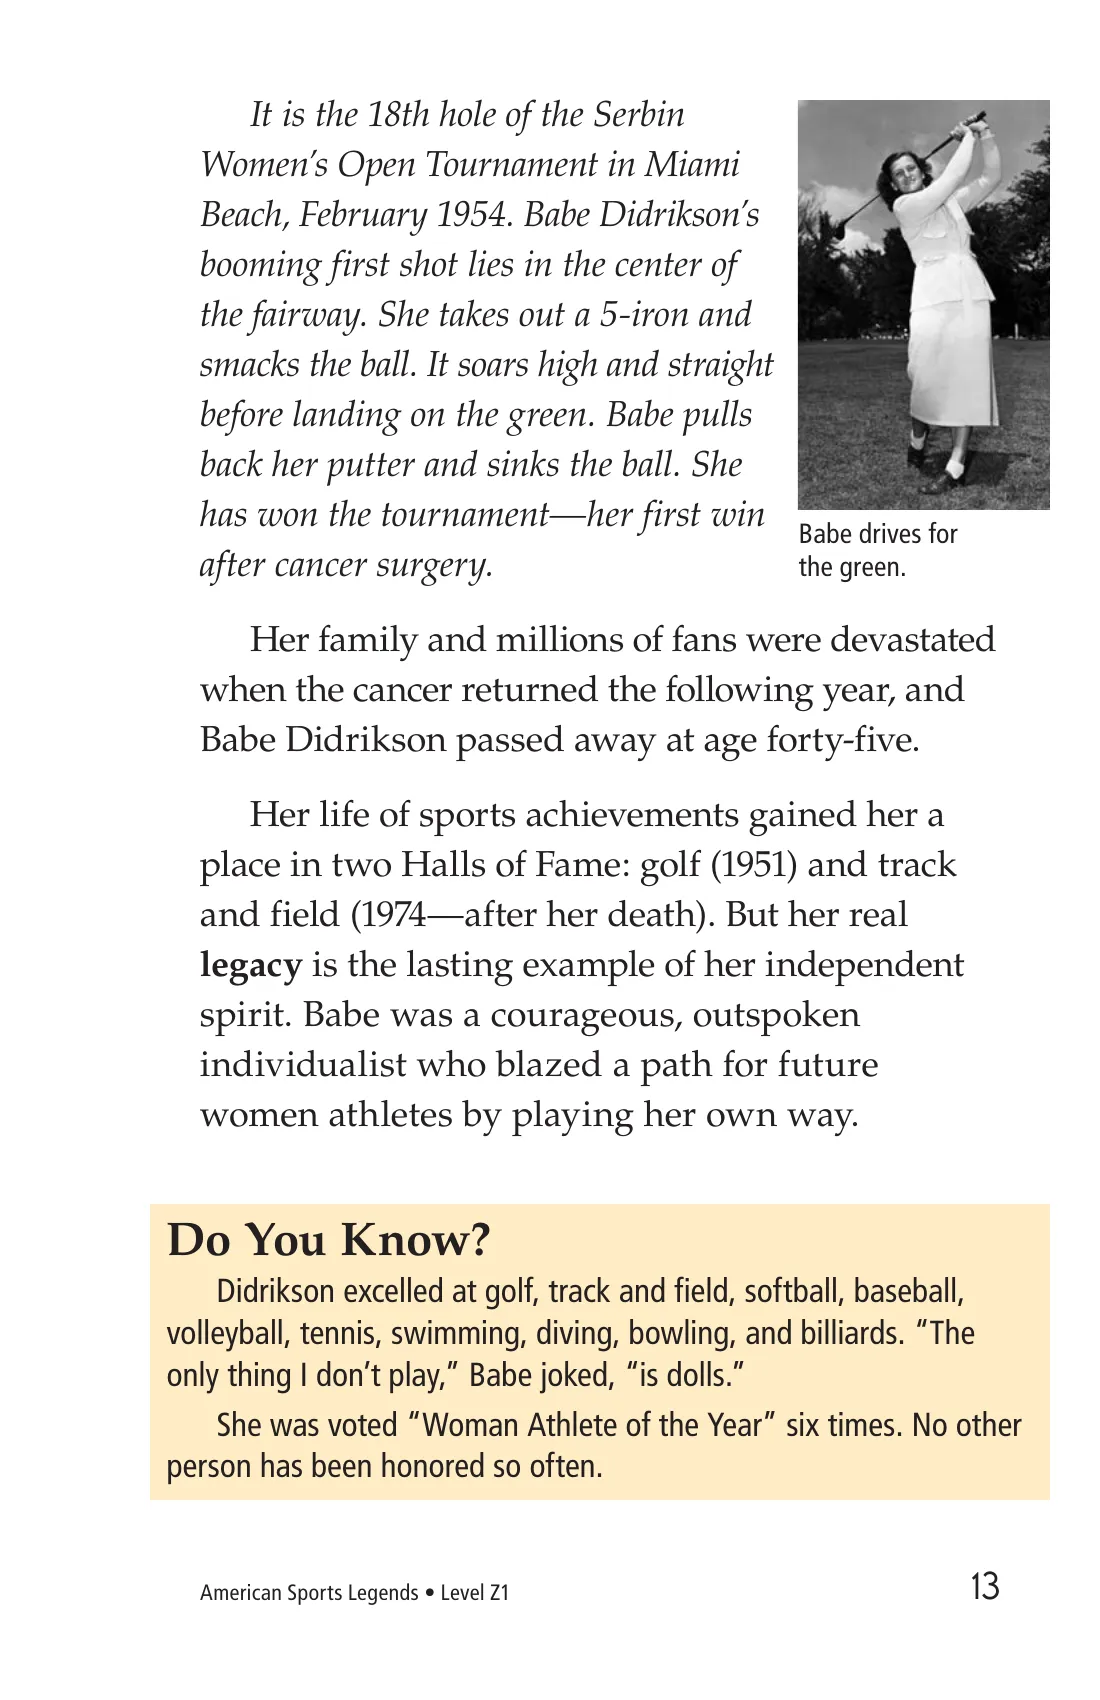 It is the 18th hole of the Serbin
Women’s Open Tournament in Miami
Beach, February 1954. Babe Didrikson’s
booming first shot lies in the center of
the fairway. She takes out a 5-iron and
smacks the ball. It soars high and straight
before landing on the green. Babe pulls
back her putter and sinks the ball. She
has won the tournament—her first win
after cancer surgery.
Babe drives for
the green.
Her family and millions of fans were devastated
when the cancer returned the following year, and
Babe Didrikson passed away at age forty-five.
Her life of sports achievements gained her a
place in two Halls of Fame: golf (1951) and track
and field (1974—after her death). But her real
legacy is the lasting example of her independent
spirit. Babe was a courageous, outspoken
individualist who blazed a path for future
women athletes by playing her own way.
Do You Know?
Didrikson excelled at golf, track and field, softball, baseball,
volleyball, tennis, swimming, diving, bowling, and billiards. “The
only thing I don’t play,” Babe joked, “is dolls.”
She was voted “Woman Athlete of the Year” six times. No other
person has been honored so often.
American Sports Legends • Level Z1
13